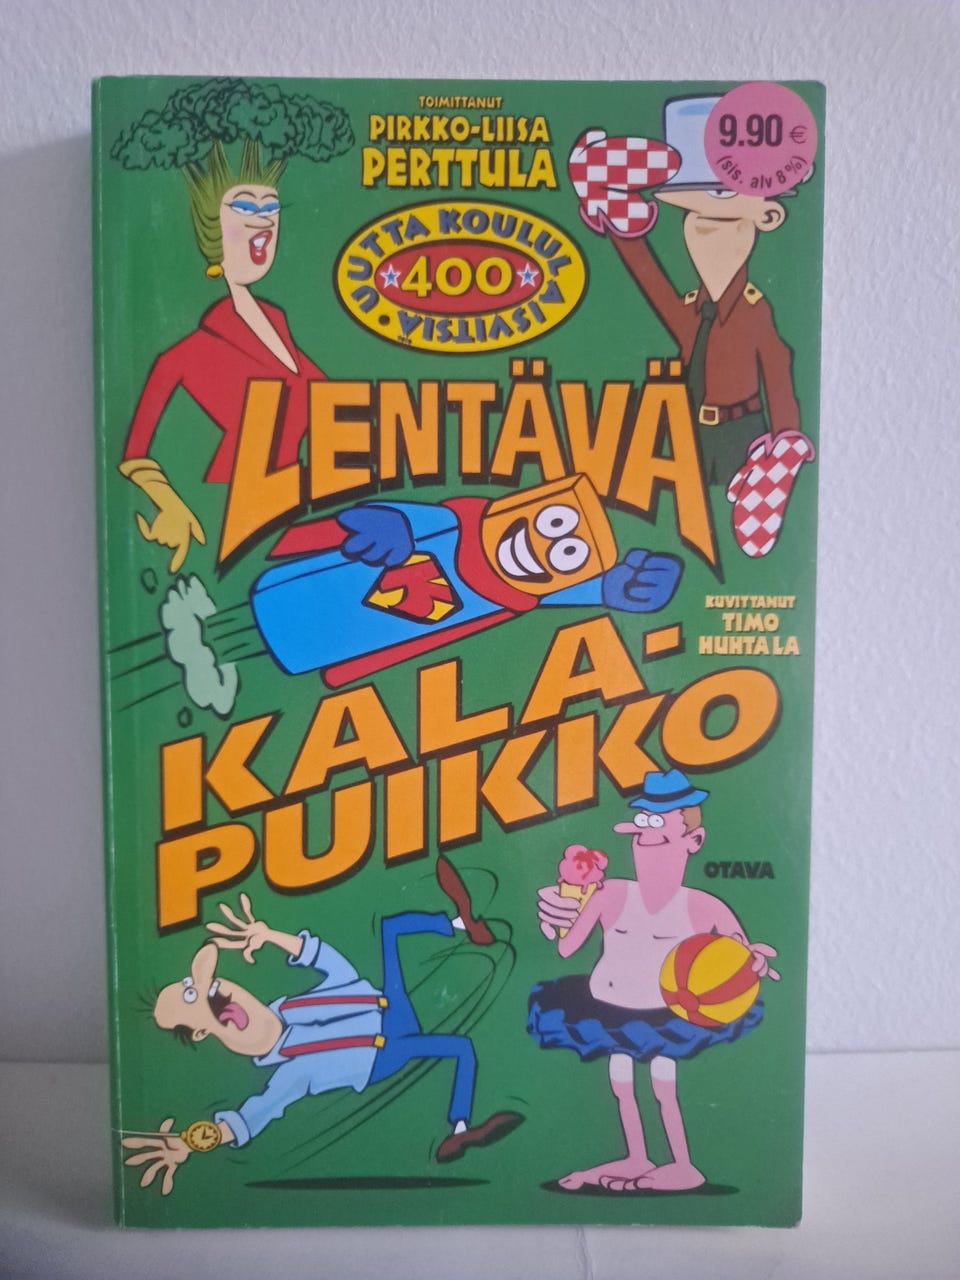 TOIMITTANUT
PIRKKO-LIISA
PERTTULA
9.90 €
(sis. alv 8%)
UUTTA KOULULAISVITSIÄ
400
LENTÄVÄ
K
KUVITTANUT
TIMO
HUHTALA
KALA-
PUIKKO
OTAVA